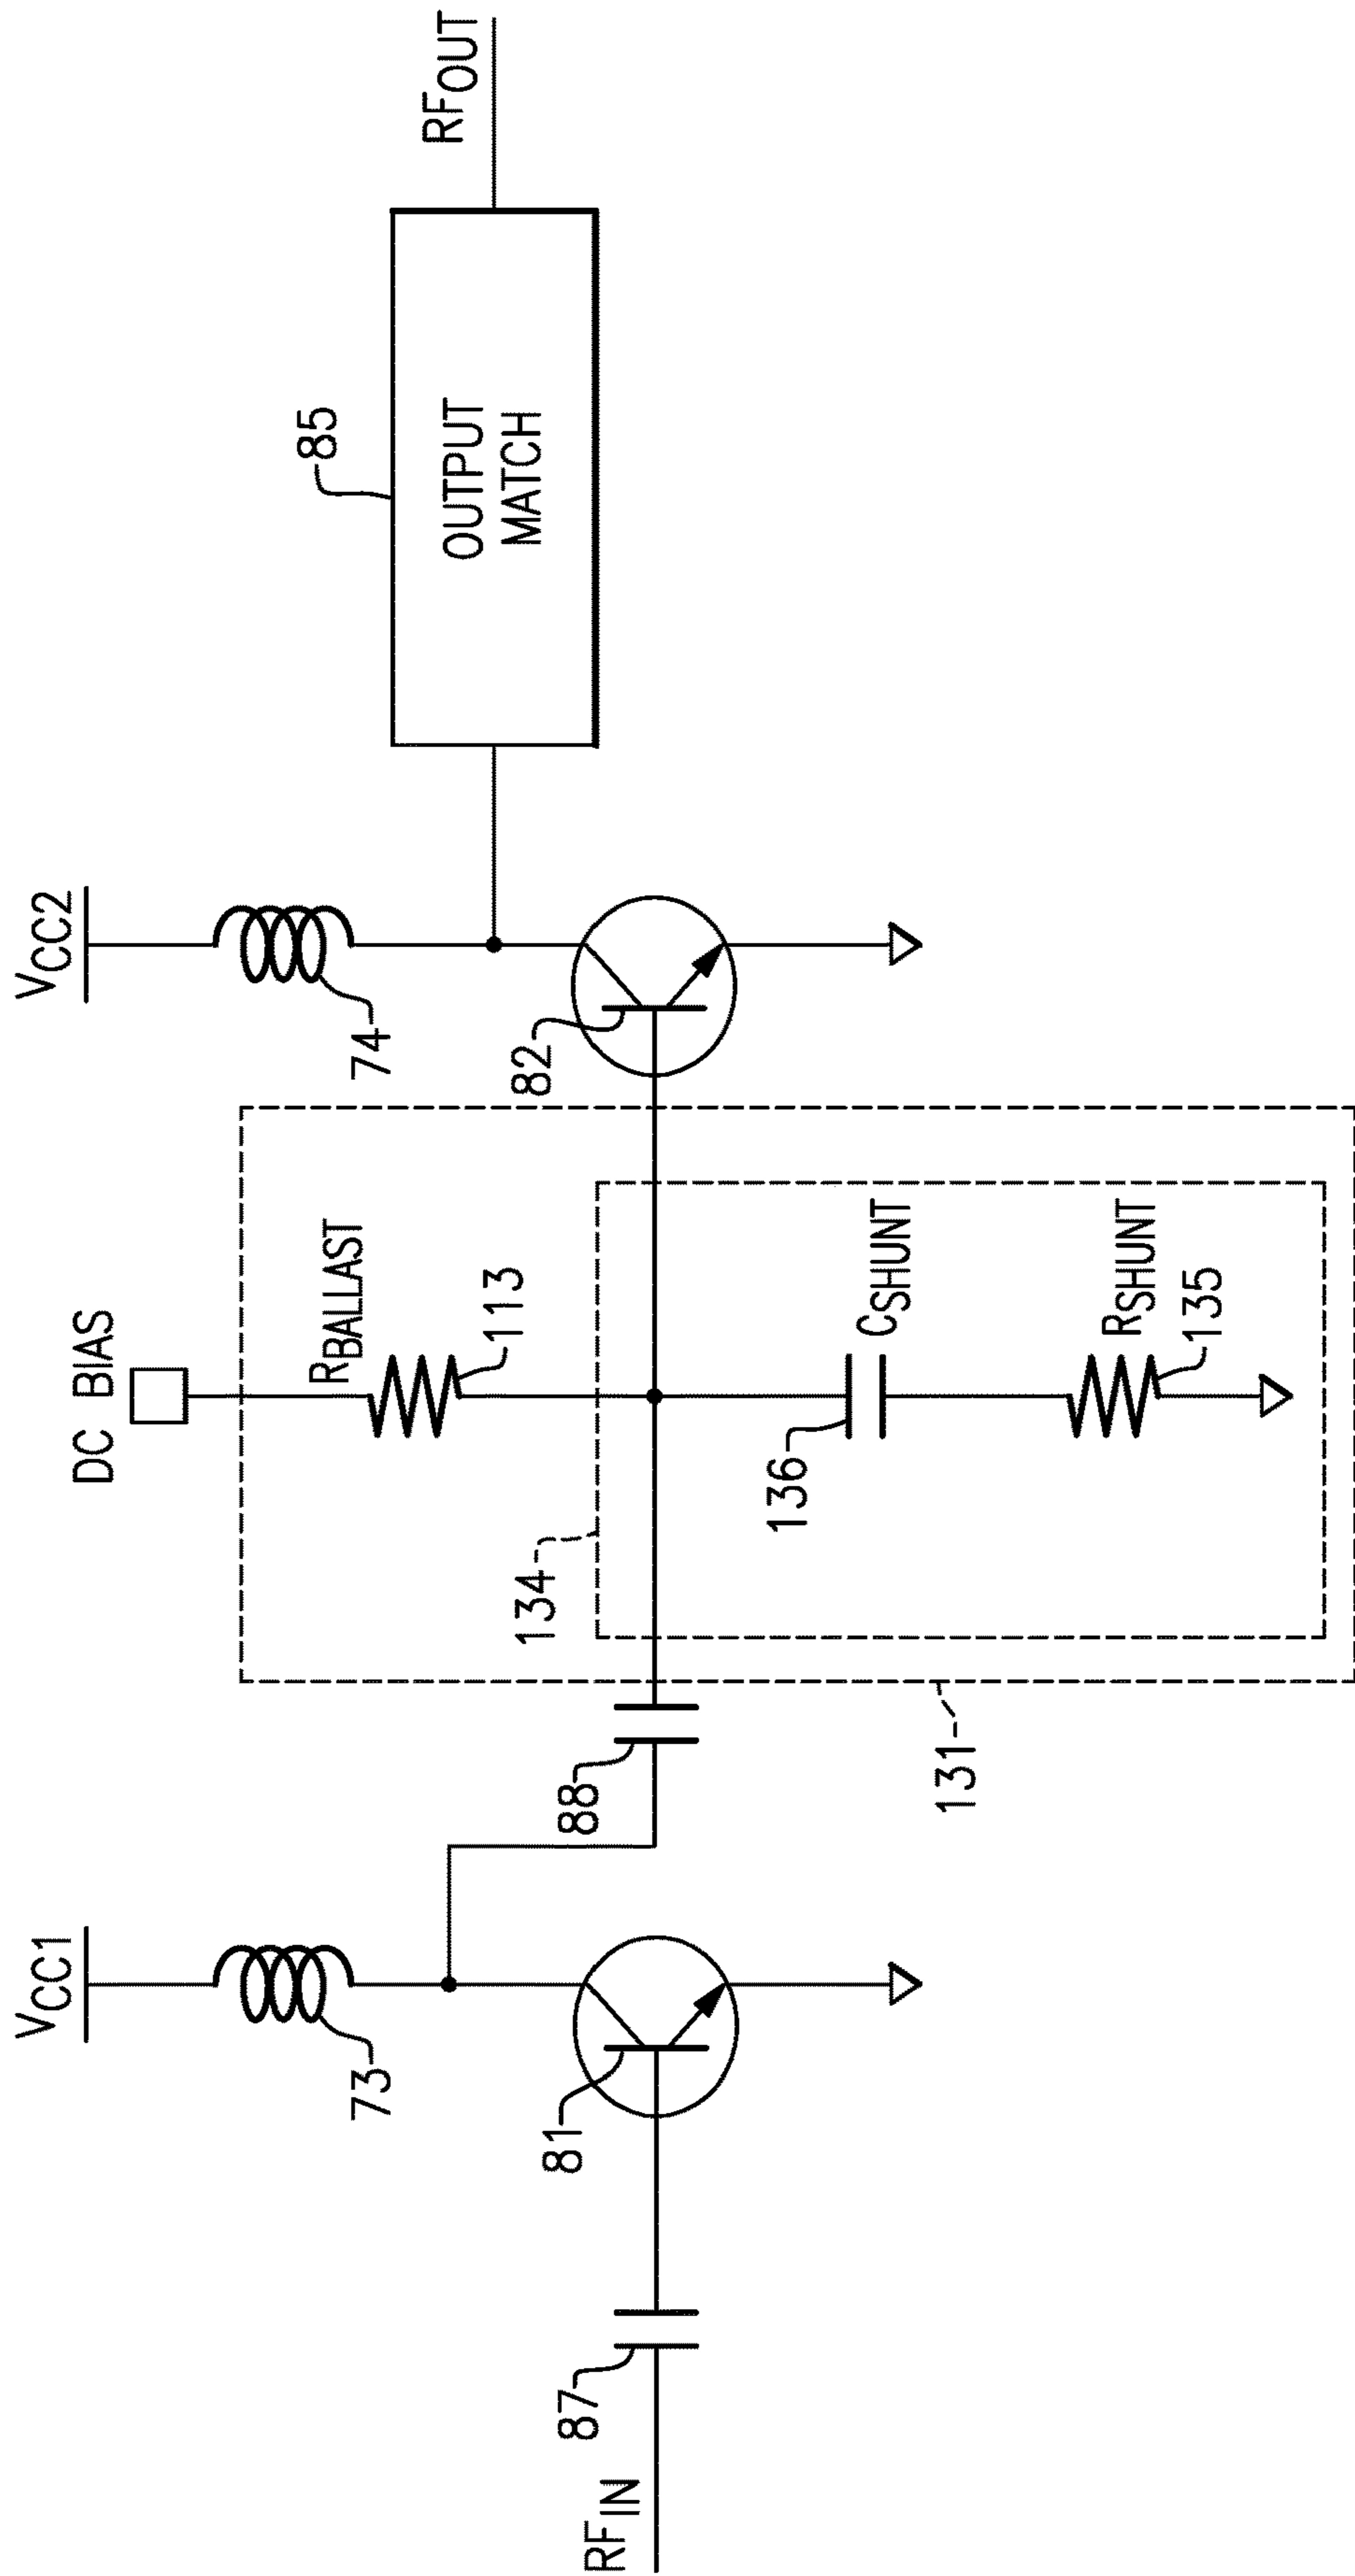 VCC1
VCC2
DC BIAS
RBALLAST
113
73
74
85
OUTPUT
MATCH
RFOUT
RFIN
87
81
88
82
134
136
CSHUNT
RSHUNT
135
131